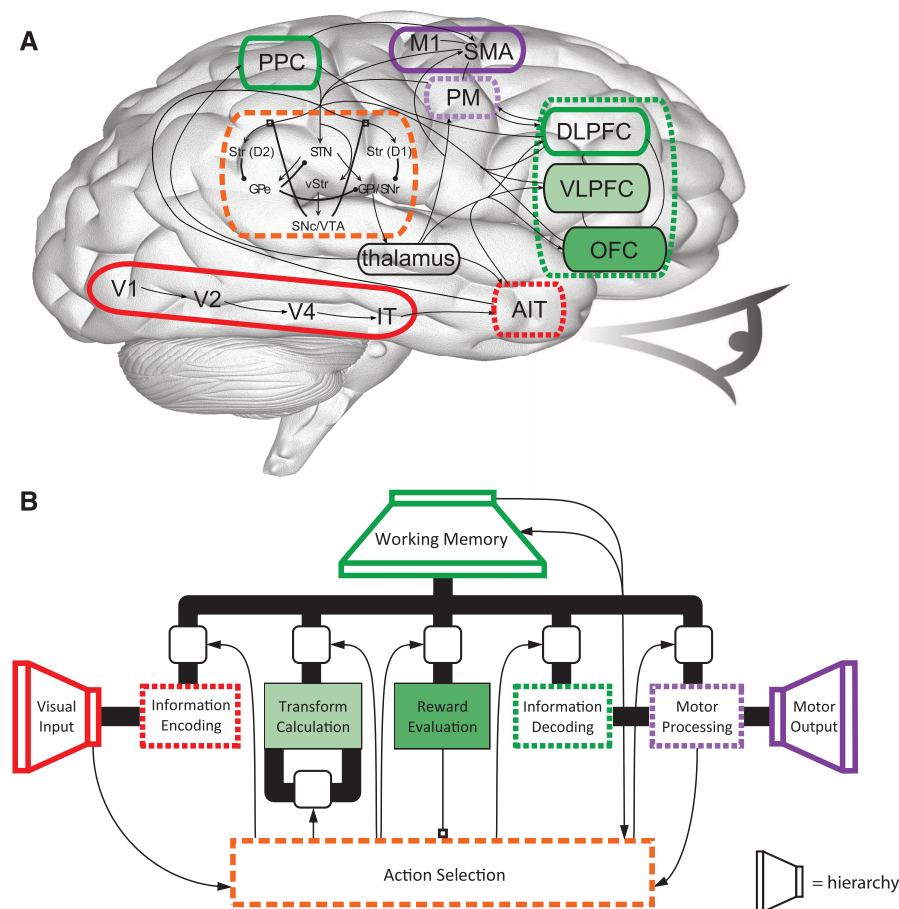 A
M1
SMA
PPC
PM
DLPFC
Str (D2)
STN
Str (D1)
VLPFC
GPe
vStr
GPi/SNr
SNc/VTA
OFC
thalamus
V1
V2
V4
IT
AIT
B
Working Memory
Visual
Input
Information
Encoding
Transform
Calculation
Reward
Evaluation
Information
Decoding
Motor
Processing
Motor
Output
Action Selection
= hierarchy